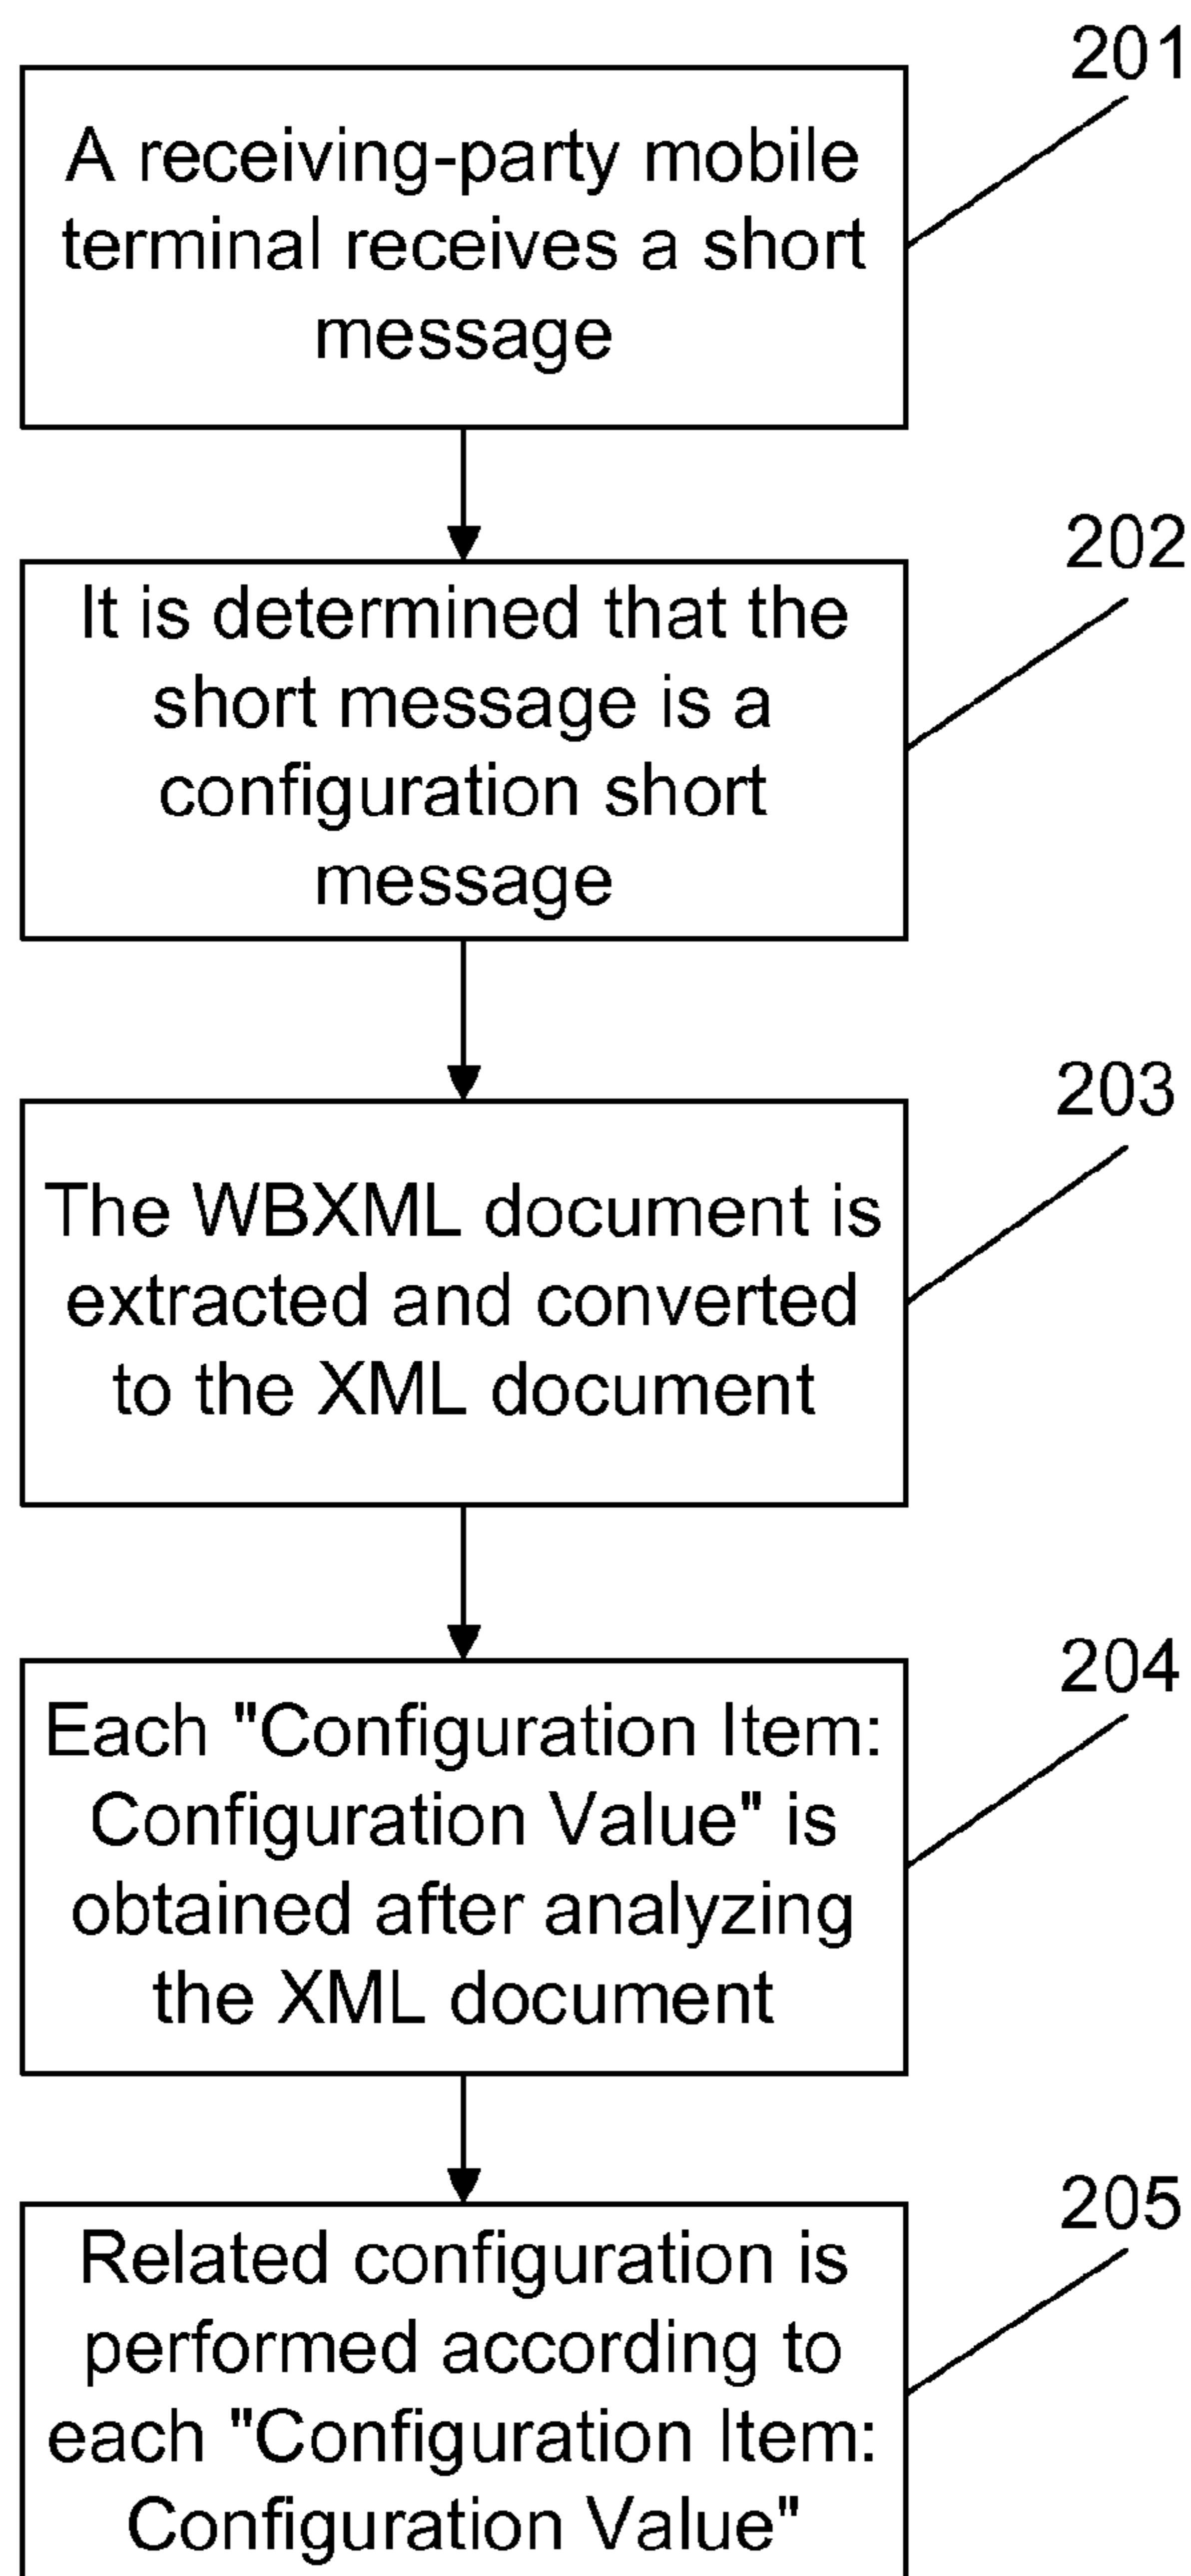 201
A receiving-party mobile
terminal receives a short
message
202
It is determined that the
short message is a
configuration short
message
203
The WBXML document is
extracted and converted
to the XML document
204
Each "Configuration Item:
Configuration Value" is
obtained after analyzing
the XML document
205
Related configuration is
performed according to
each "Configuration Item:
Configuration Value"